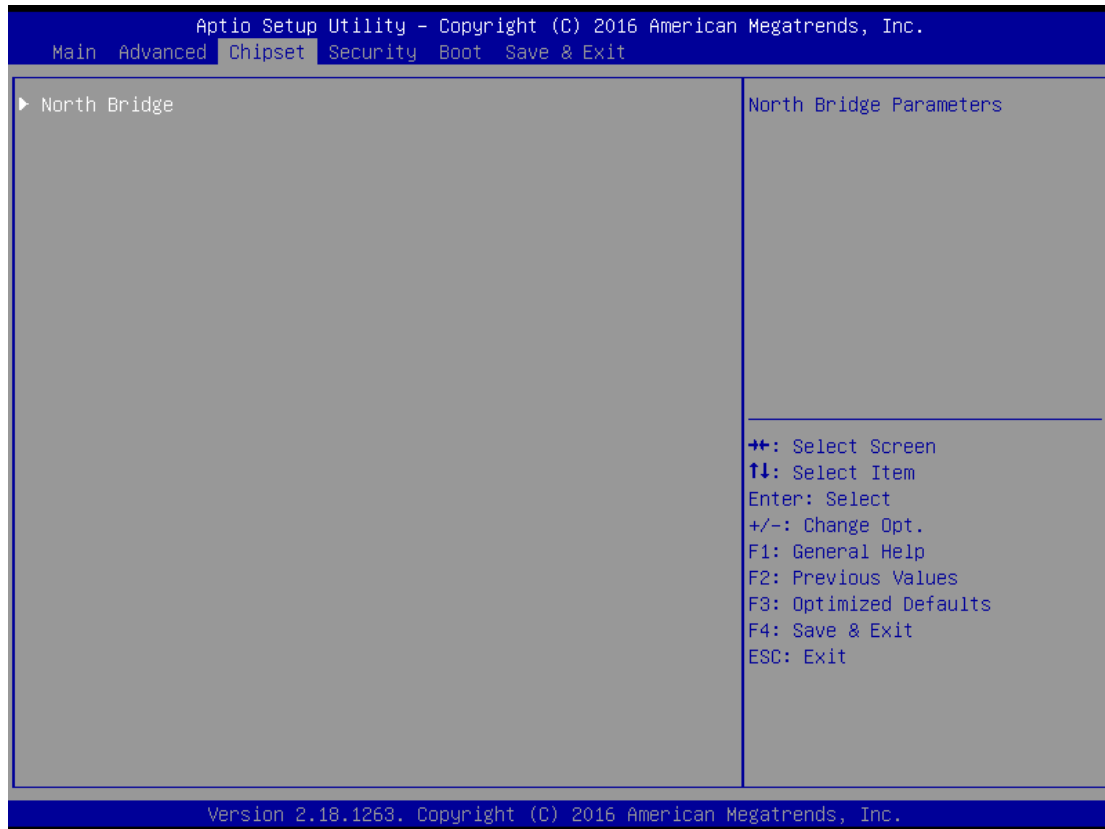 Aptio Setup Utility – Copyright (C) 2016 American Megatrends, Inc.
Main Advanced Chipset Security Boot Save & Exit
▶ North Bridge
North Bridge Parameters
→←: Select Screen
↑↓: Select Item
Enter: Select
+/-: Change Opt.
F1: General Help
F2: Previous Values
F3: Optimized Defaults
F4: Save & Exit
ESC: Exit
Version 2.18.1263. Copyright (C) 2016 American Megatrends, Inc.